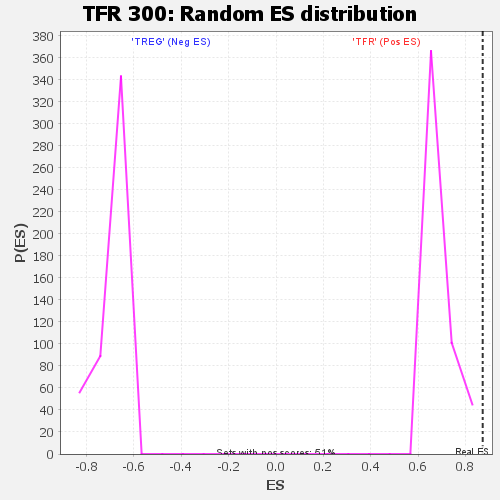 TFR 300: Random ES distribution
'TREG' (Neg ES) 'TFR' (Pos ES)
380
360
340
320
300
280
260
240
220
200
180
160
140
120
100
80
60
40
20
0
P(ES)
Sets with pos scores: 51%
Real ES
-0.8 -0.6 -0.4 -0.2 0.0 0.2 0.4 0.6 0.8
ES